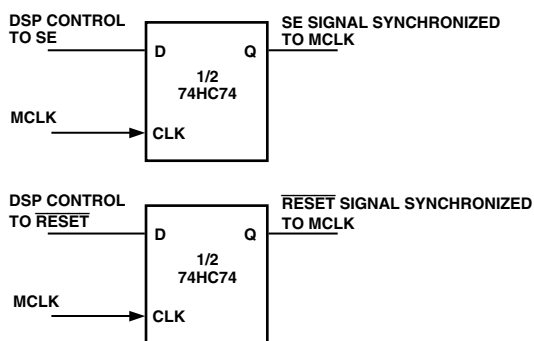 DSP CONTROL
TO SE
SE SIGNAL SYNCHRONIZED
TO MCLK
D
Q
1/2
74HC74
MCLK
CLK
DSP CONTROL
TO RESET
RESET SIGNAL SYNCHRONIZED
TO MCLK
D
Q
1/2
74HC74
MCLK
CLK